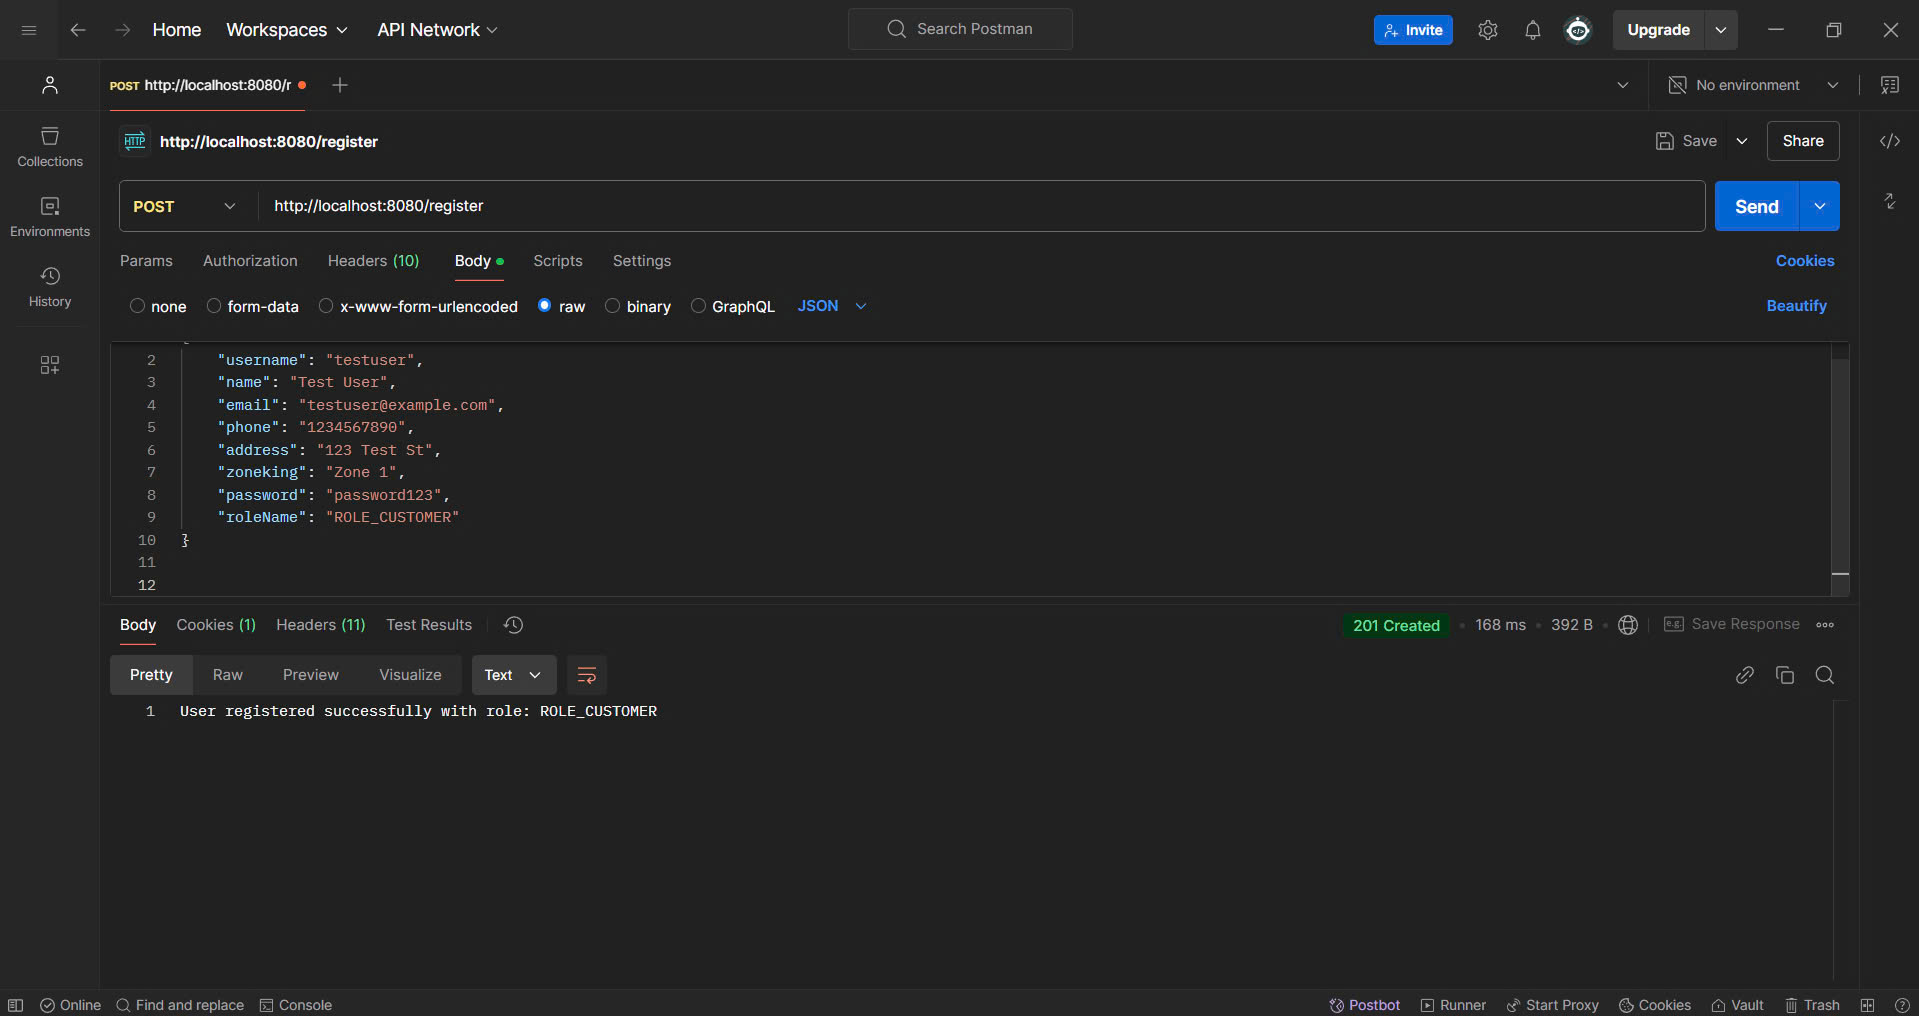 Home Workspaces API Network Search Postman Invite Upgrade
POST http://localhost:8080/r No environment
HTTP http://localhost:8080/register Save Share
Collections
Environments
History
POST http://localhost:8080/register Send
Params Authorization Headers (10) Body Scripts Settings Cookies
none form-data x-www-form-urlencoded raw binary GraphQL JSON Beautify
2 "username": "testuser",
3 "name": "Test User",
4 "email": "testuser@example.com",
5 "phone": "1234567890",
6 "address": "123 Test St",
7 "zoneking": "Zone 1",
8 "password": "password123",
9 "roleName": "ROLE_CUSTOMER"
10 }
11
12
Body Cookies (1) Headers (11) Test Results 201 Created 168 ms 392 B e.g. Save Response
Pretty Raw Preview Visualize Text
1 User registered successfully with role: ROLE_CUSTOMER
Online Find and replace Console Postbot Runner Start Proxy Cookies Vault Trash